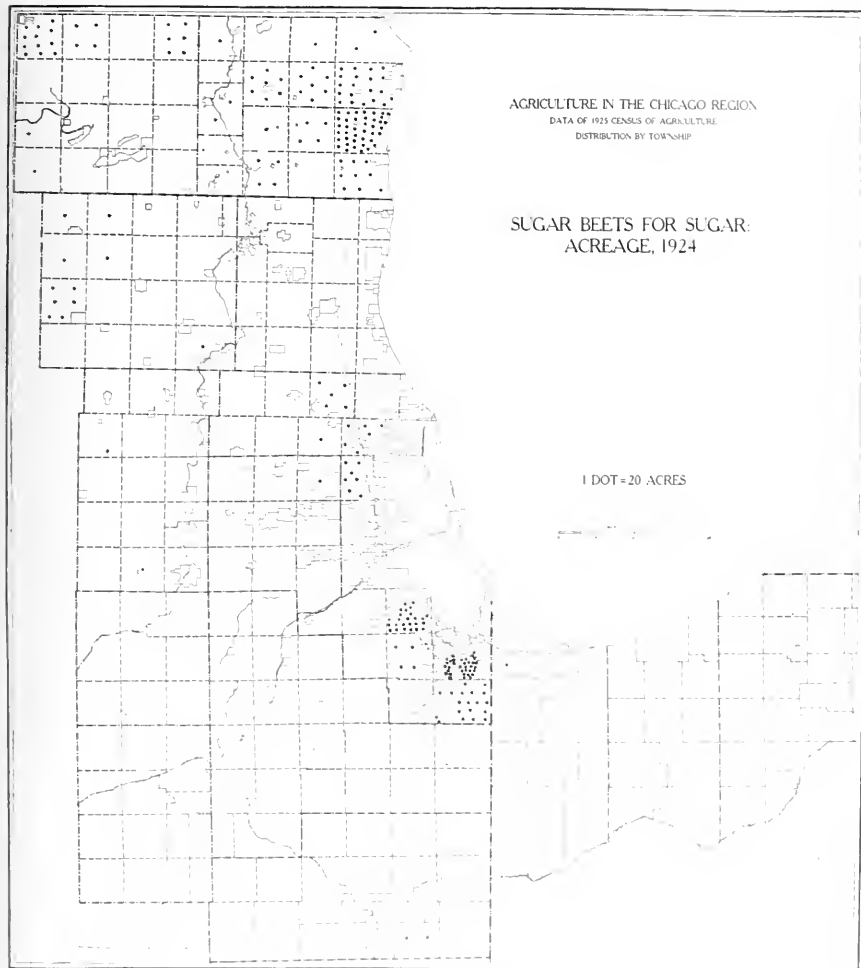 AGRICULTURE IN THE CHICAGO REGION
DATA OF 1925 CENSUS OF AGRICULTURE
DISTRIBUTION BY TOWNSHIP
SUGAR BEETS FOR SUGAR:
ACREAGE, 1924
1 DOT = 20 ACRES